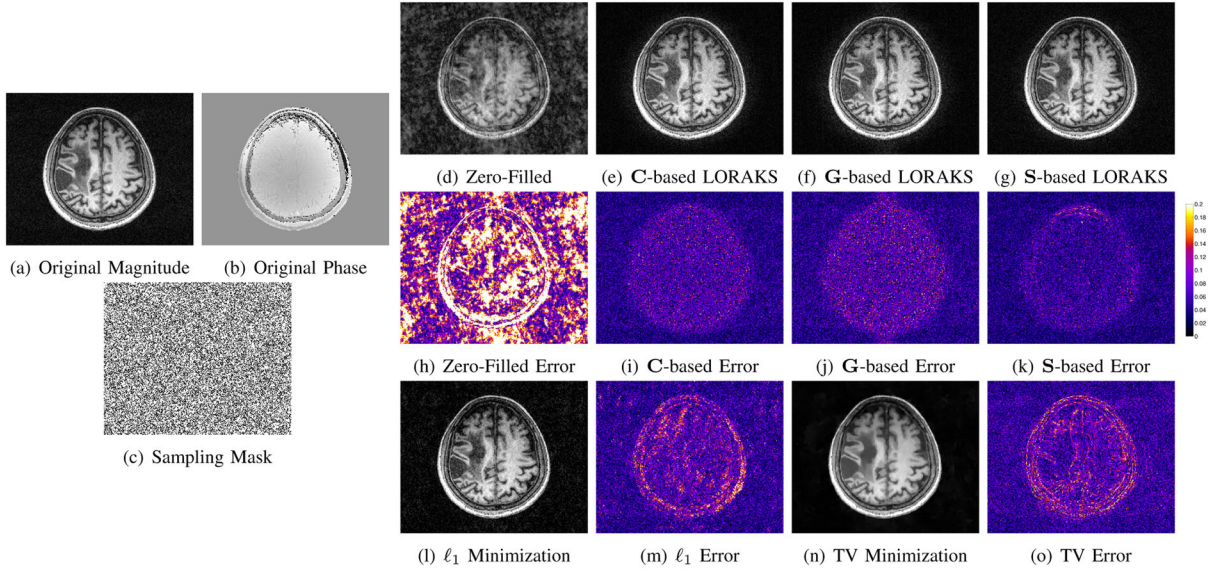 (a) Original Magnitude
(b) Original Phase
(c) Sampling Mask
(d) Zero-Filled
(e) C-based LORAKS
(f) G-based LORAKS
(g) S-based LORAKS
(h) Zero-Filled Error
(i) C-based Error
(j) G-based Error
(k) S-based Error
0.2
0.18
0.16
0.14
0.12
0.1
0.08
0.06
0.04
0.02
0
(l) ℓ1 Minimization
(m) ℓ1 Error
(n) TV Minimization
(o) TV Error